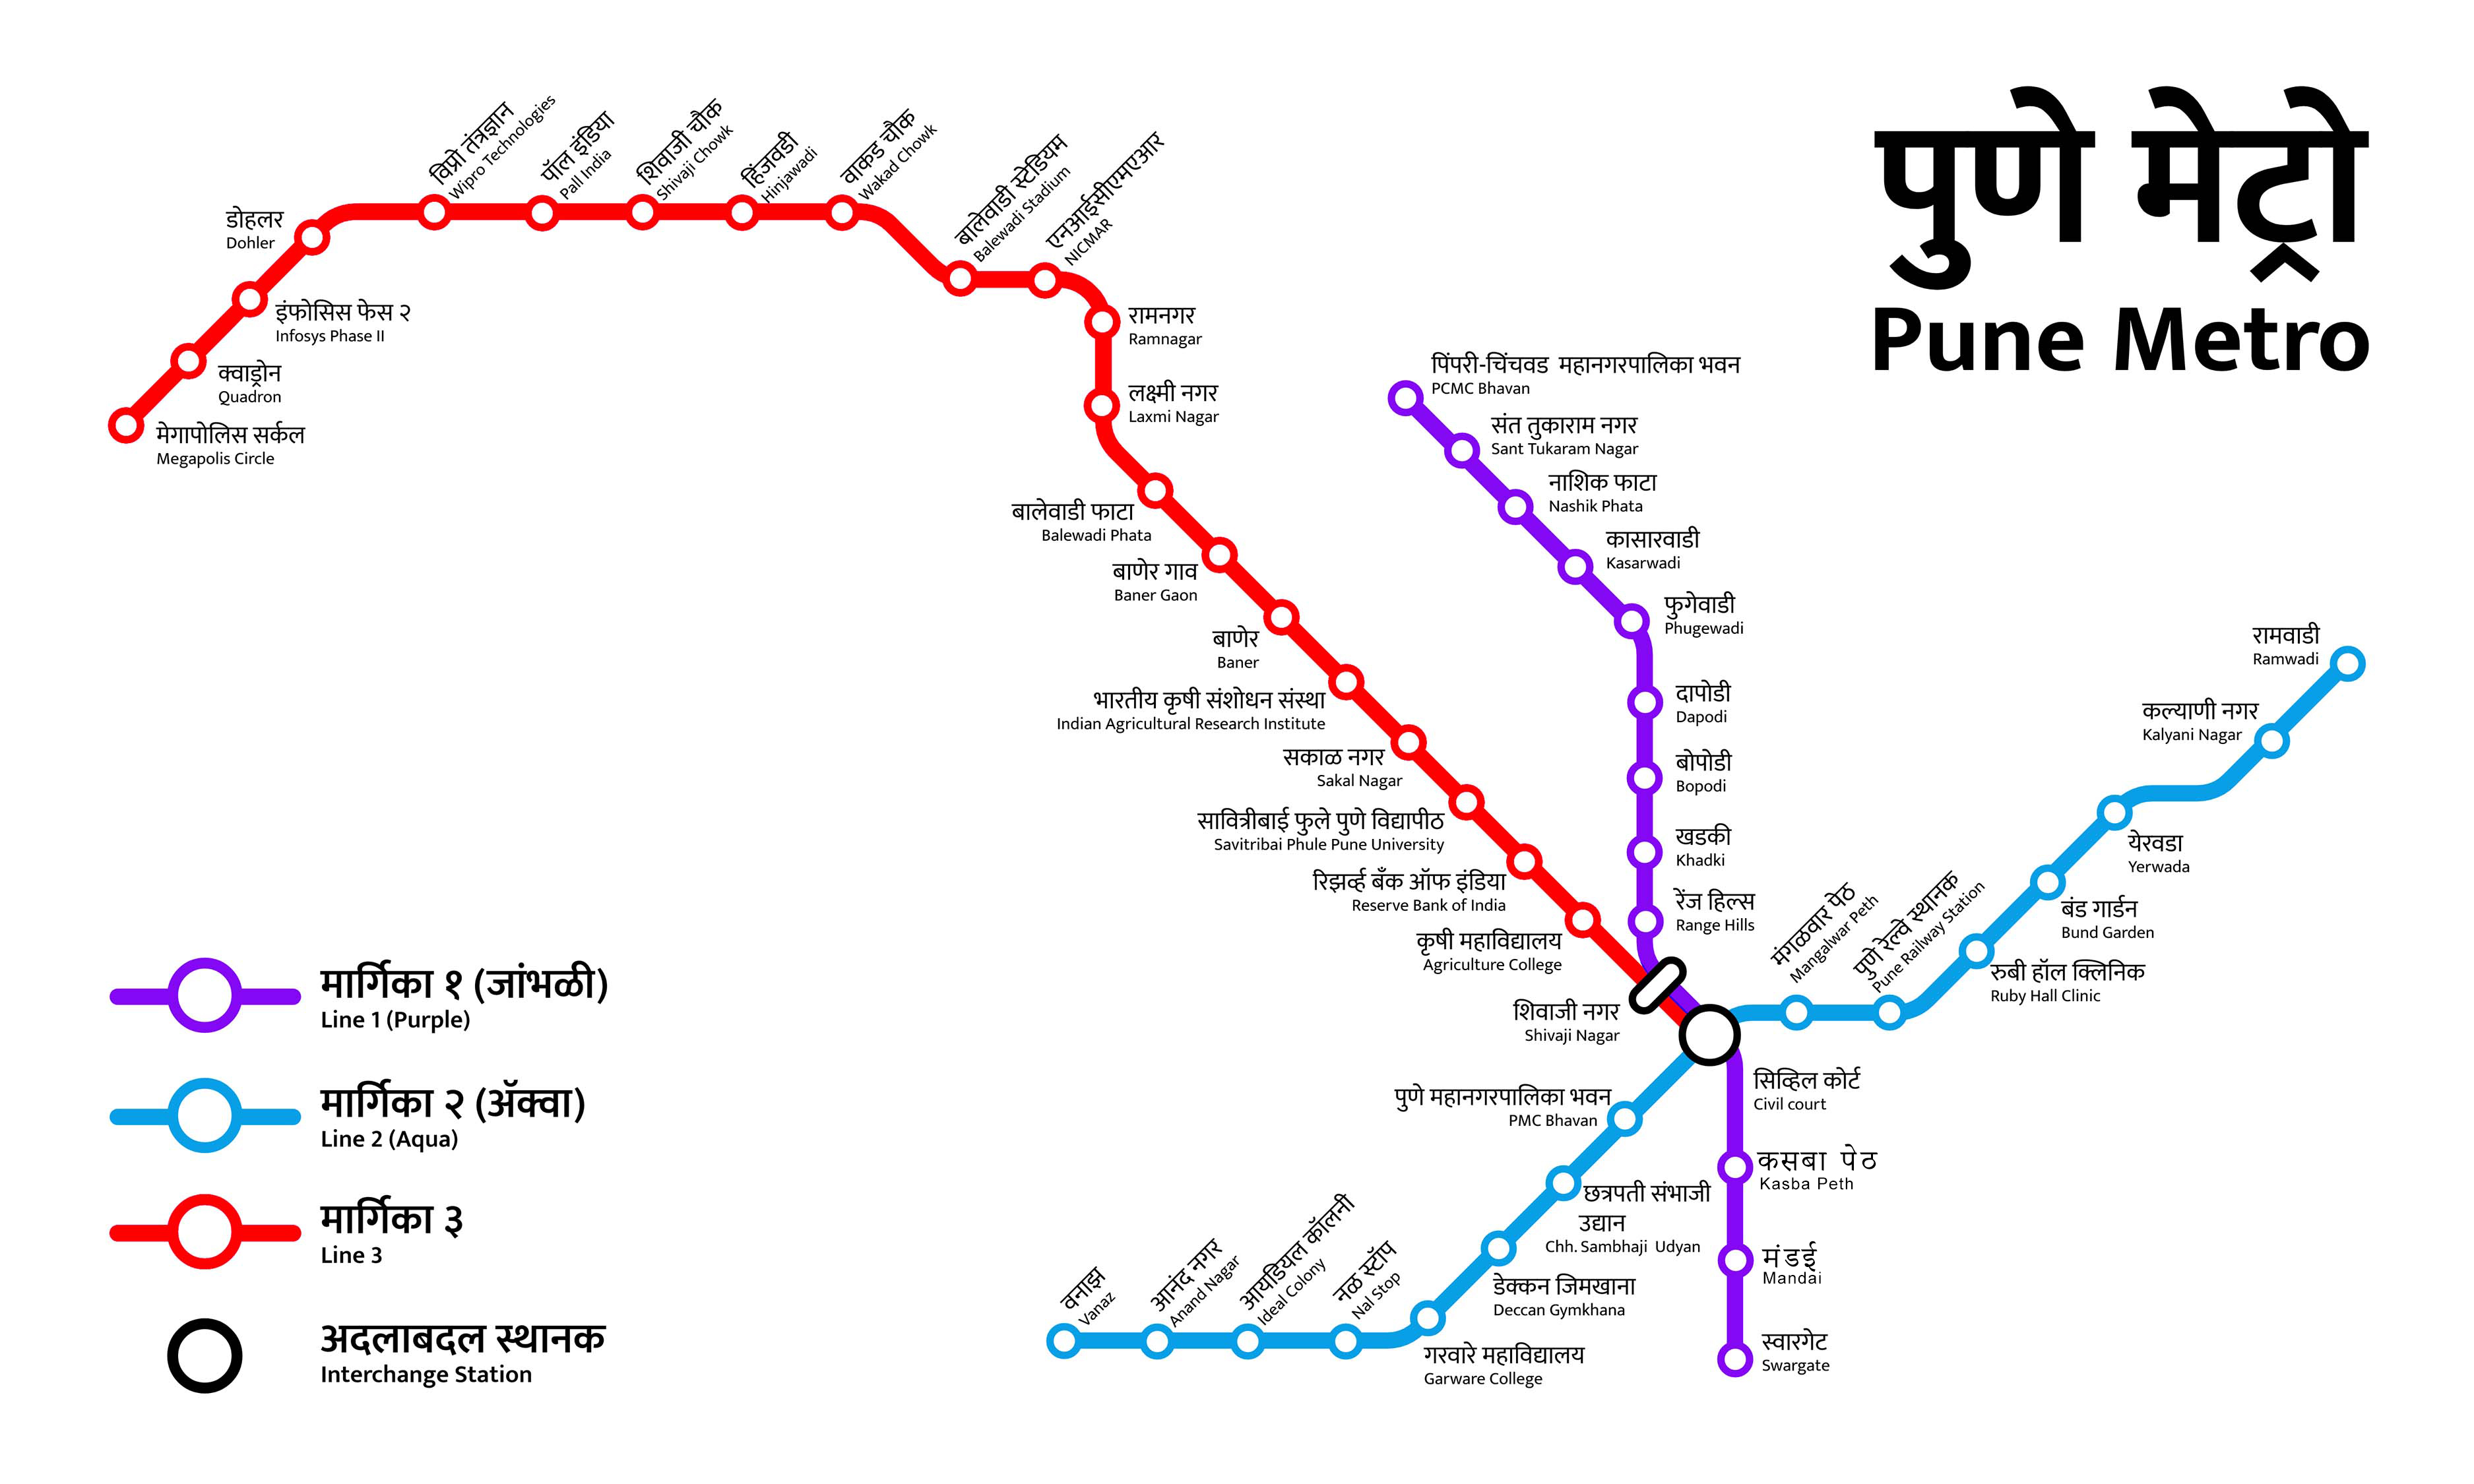 पुणे मेट्रो
Pune Metro
विप्रो तंत्रज्ञान
Wipro Technologies
पॉल इंडिया
Pall India
शिवाजी चौक
Shivaji Chowk
हिंजवडी
Hinjawadi
वाकड चौक
Wakad Chowk
बालेवाडी स्टेडियम
Balewadi Stadium
एनआईसीएमएआर
NICMAR
डोहलर
Dohler
इंफोसिस फेस २
Infosys Phase II
क्वाड्रोन
Quadron
मेगापोलिस सर्कल
Megapolis Circle
रामनगर
Ramnagar
लक्ष्मी नगर
Laxmi Nagar
बालेवाडी फाटा
Balewadi Phata
बाणेर गाव
Baner Gaon
बाणेर
Baner
भारतीय कृषी संशोधन संस्था
Indian Agricultural Research Institute
सकाळ नगर
Sakal Nagar
सावित्रीबाई फुले पुणे विद्यापीठ
Savitribai Phule Pune University
रिझर्व्ह बँक ऑफ इंडिया
Reserve Bank of India
कृषी महाविद्यालय
Agriculture College
शिवाजी नगर
Shivaji Nagar
पिंपरी-चिंचवड महानगरपालिका भवन
PCMC Bhavan
संत तुकाराम नगर
Sant Tukaram Nagar
नाशिक फाटा
Nashik Phata
कासारवाडी
Kasarwadi
फुगेवाडी
Phugewadi
दापोडी
Dapodi
बोपोडी
Bopodi
खडकी
Khadki
रेंज हिल्स
Range Hills
रामवाडी
Ramwadi
कल्याणी नगर
Kalyani Nagar
येरवडा
Yerwada
बंड गार्डन
Bund Garden
रुबी हॉल क्लिनिक
Ruby Hall Clinic
मंगळवार पेठ
Mangalwar Peth
पुणे रेल्वे स्थानक
Pune Railway Station
सिव्हिल कोर्ट
Civil court
कसबा पेठ
Kasba Peth
मंडई
Mandai
स्वारगेट
Swargate
पुणे महानगरपालिका भवन
PMC Bhavan
छत्रपती संभाजी
उद्यान
Chh. Sambhaji Udyan
डेक्कन जिमखाना
Deccan Gymkhana
गरवारे महाविद्यालय
Garware College
वनाझ
Vanaz
आनंद नगर
Anand Nagar
आयडियल कॉलनी
Ideal Colony
नळ स्टॉप
Nal Stop
मार्गिका १ (जांभळी)
Line 1 (Purple)
मार्गिका २ (ॲक्वा)
Line 2 (Aqua)
मार्गिका ३
Line 3
अदलाबदल स्थानक
Interchange Station